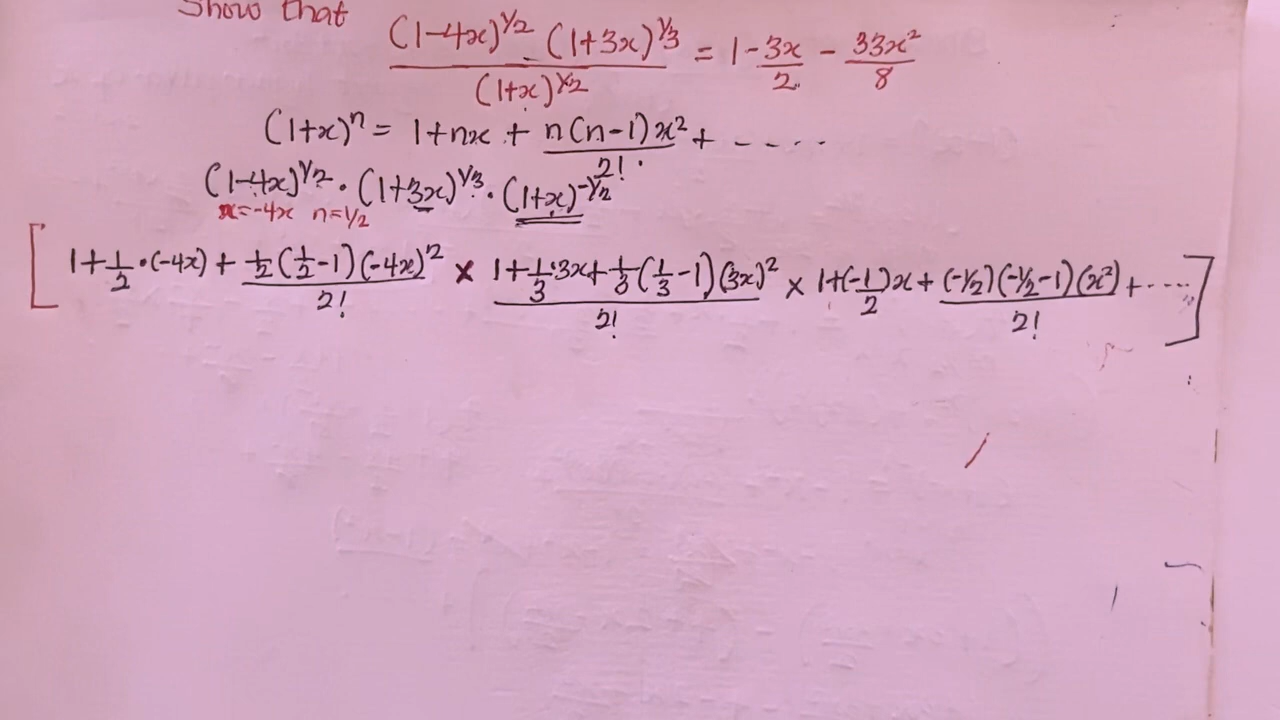 Show that (1-4x)^1/2 (1+3x)^1/3 / (1+x)^1/2 = 1 - 3x/2 - 33x²/8
(1+x)^n = 1+nx + n(n-1)x²/2! + ....
(1-4x)^1/2 · (1+3x)^1/3 · (1+x)^-1/2
x=-4x n=1/2
[ 1+1/2·(-4x) + 1/2(1/2-1)(-4x)²/2! × 1+1/3·3x+1/3(1/3-1)(3x)²/2! × 1+(-1/2)x + (-1/2)(-1/2-1)(x²)/2! + ..... ]